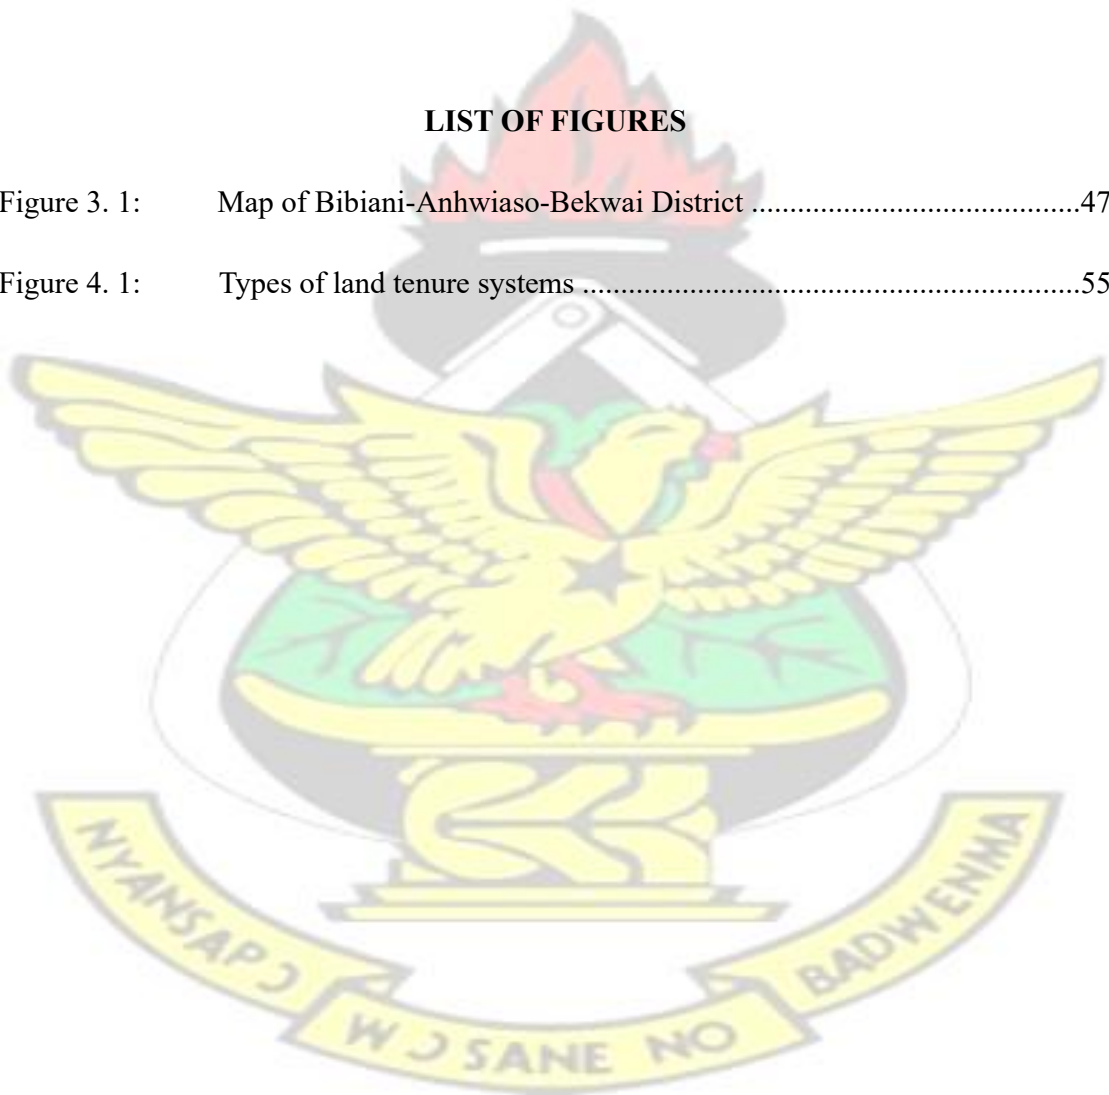 LIST OF FIGURES
Figure 3. 1: Map of Bibiani-Anhwiaso-Bekwai District ...........................................47
Figure 4. 1: Types of land tenure systems .................................................................55
NYANSAPƆ
WƆSANE NO
BADWENMA